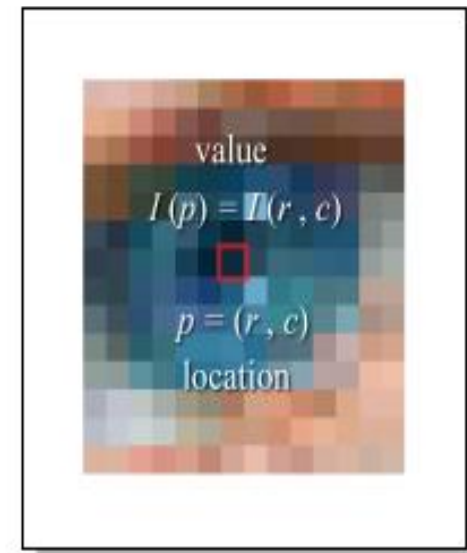 value
I(p) = I(r , c)
p = (r , c)
location